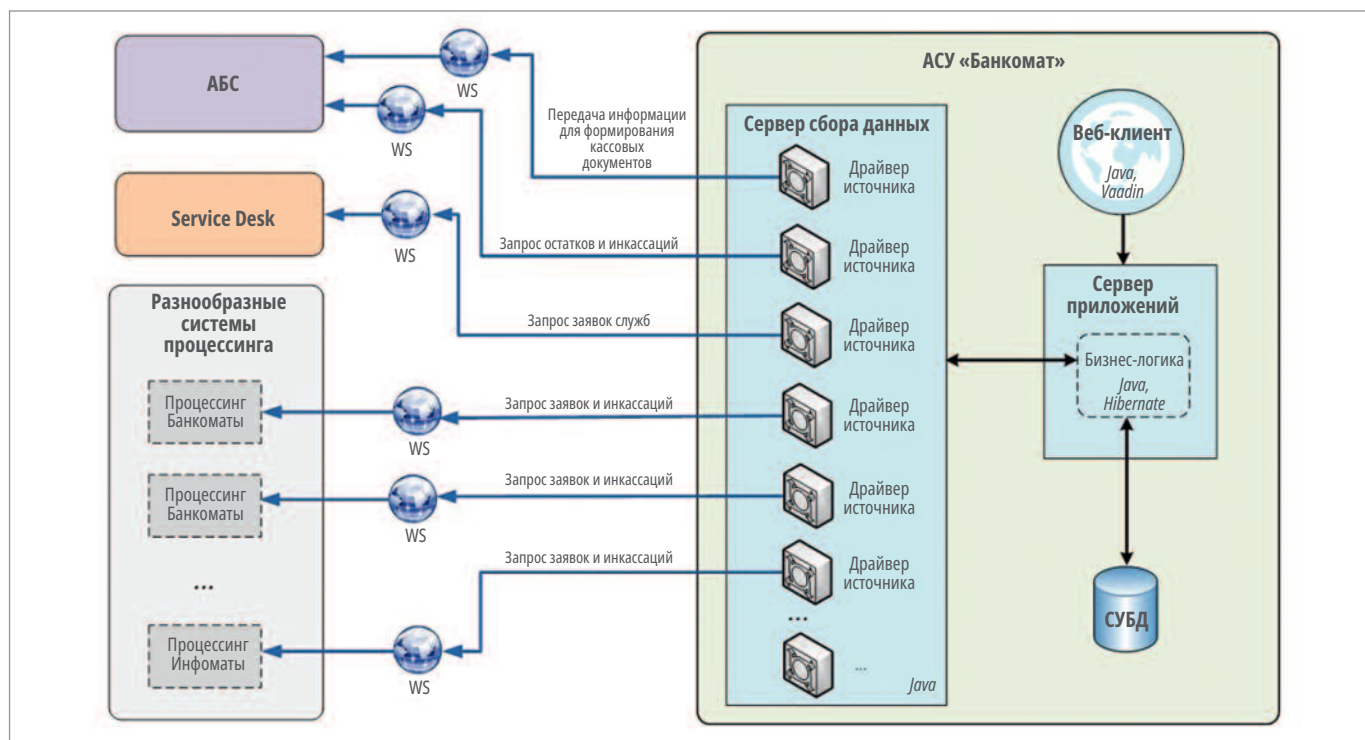 АБС
WS
WS
Service Desk
WS
Разнообразные
системы
процессинга
Процессинг
Банкоматы
WS
Процессинг
Банкоматы
WS
...
Процессинг
Инфоматы
WS
Передача информации
для формирования
кассовых
документов
Запрос остатков и инкассаций
Запрос заявок служб
Запрос заявок и инкассаций
Запрос заявок и инкассаций
Запрос заявок и инкассаций
АСУ «Банкомат»
Сервер сбора данных
Драйвер
источника
Драйвер
источника
Драйвер
источника
Драйвер
источника
Драйвер
источника
Драйвер
источника
...
...
Java
Веб-клиент
Java,
Vaadin
Сервер
приложений
Бизнес-логика
Java,
Hibernate
СУБД